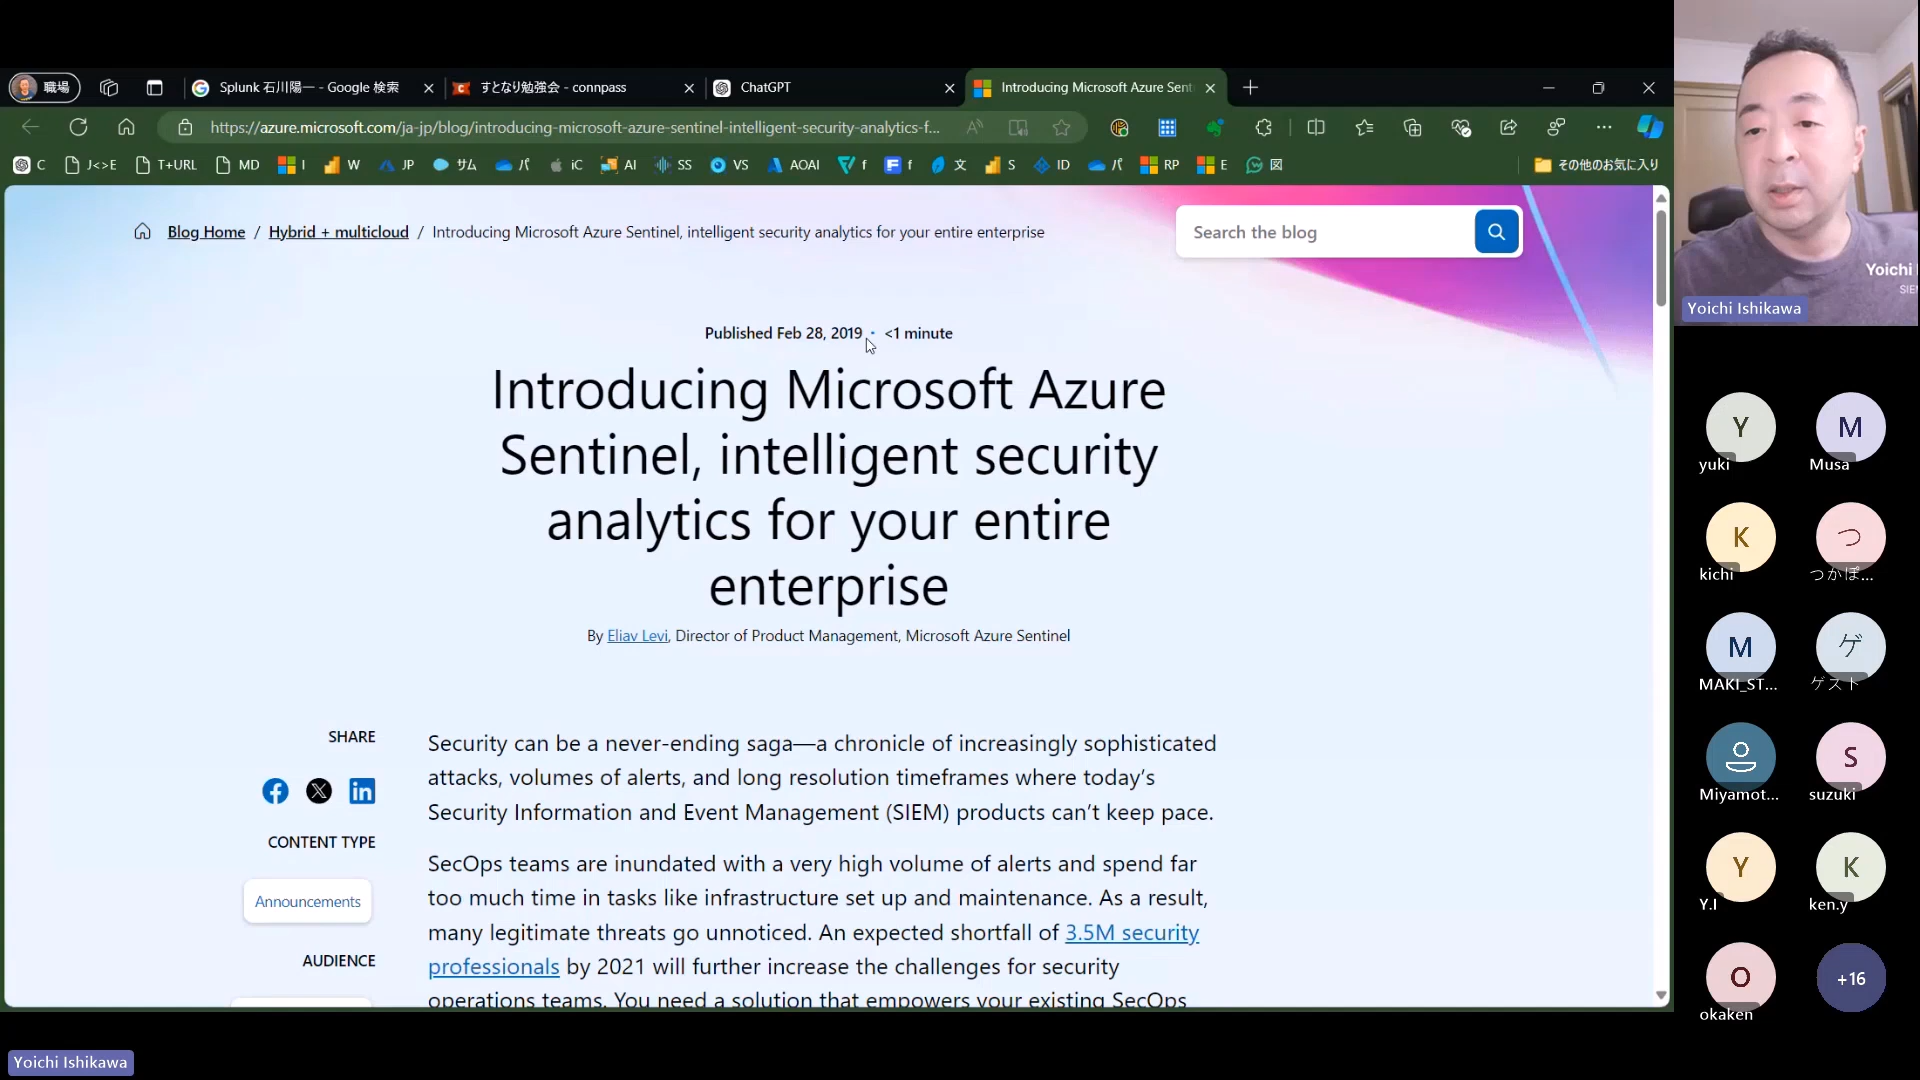 職場
Splunk 石川陽一 - Google 検索
すとなり勉強会 - connpass
ChatGPT
Introducing Microsoft Azure Sent
https://azure.microsoft.com/ja-jp/blog/introducing-microsoft-azure-sentinel-intelligent-security-analytics-f...
C
J<>E
T+URL
MD
I
W
JP
サム
パ
iC
AI
SS
VS
AOAI
f
f
文
S
ID
パ
RP
E
図
その他のお気に入り
Blog Home / Hybrid + multicloud / Introducing Microsoft Azure Sentinel, intelligent security analytics for your entire enterprise
Search the blog
Published Feb 28, 2019 · <1 minute
Introducing Microsoft Azure
Sentinel, intelligent security
analytics for your entire
enterprise
By Eliav Levi, Director of Product Management, Microsoft Azure Sentinel
SHARE
CONTENT TYPE
Announcements
AUDIENCE
Security can be a never-ending saga—a chronicle of increasingly sophisticated
attacks, volumes of alerts, and long resolution timeframes where today's
Security Information and Event Management (SIEM) products can't keep pace.
SecOps teams are inundated with a very high volume of alerts and spend far
too much time in tasks like infrastructure set up and maintenance. As a result,
many legitimate threats go unnoticed. An expected shortfall of 3.5M security
professionals by 2021 will further increase the challenges for security
operations teams. You need a solution that empowers your existing SecOps
Yoichi
SIE
Yoichi Ishikawa
Y
yuki
M
Musa
K
kichi
つ
つかぽ...
M
MAKI_ST...
ゲ
ゲスト
Miyamot...
S
suzuki
Y
Y.I
K
ken.y
O
okaken
+16
Yoichi Ishikawa